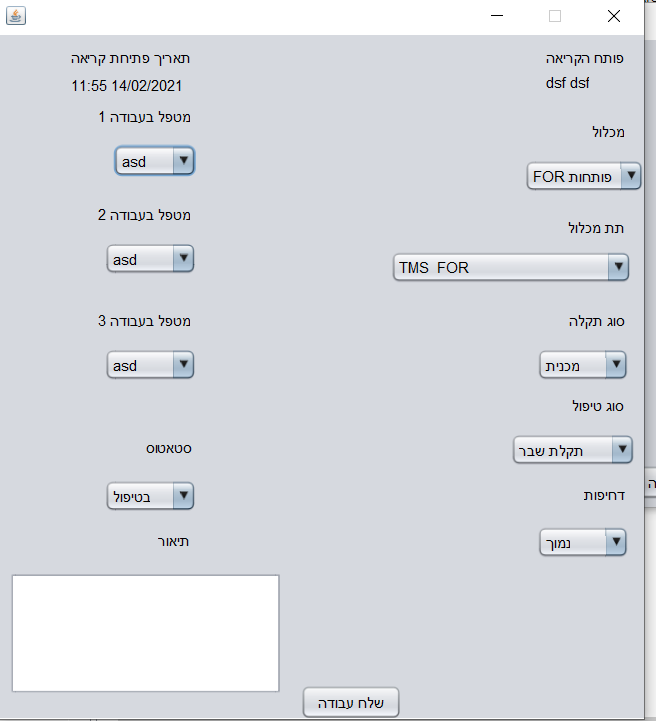 פותח הקריאה
dsf dsf
מכלול
פותחות FOR
תת מכלול
TMS FOR
סוג תקלה
מכנית
סוג טיפול
תקלת שבר
דחיפות
נמוך
תאריך פתיחת קריאה
11:55 14/02/2021
מטפל בעבודה 1
asd
מטפל בעבודה 2
asd
מטפל בעבודה 3
asd
סטאטוס
בטיפול
תיאור
שלח עבודה